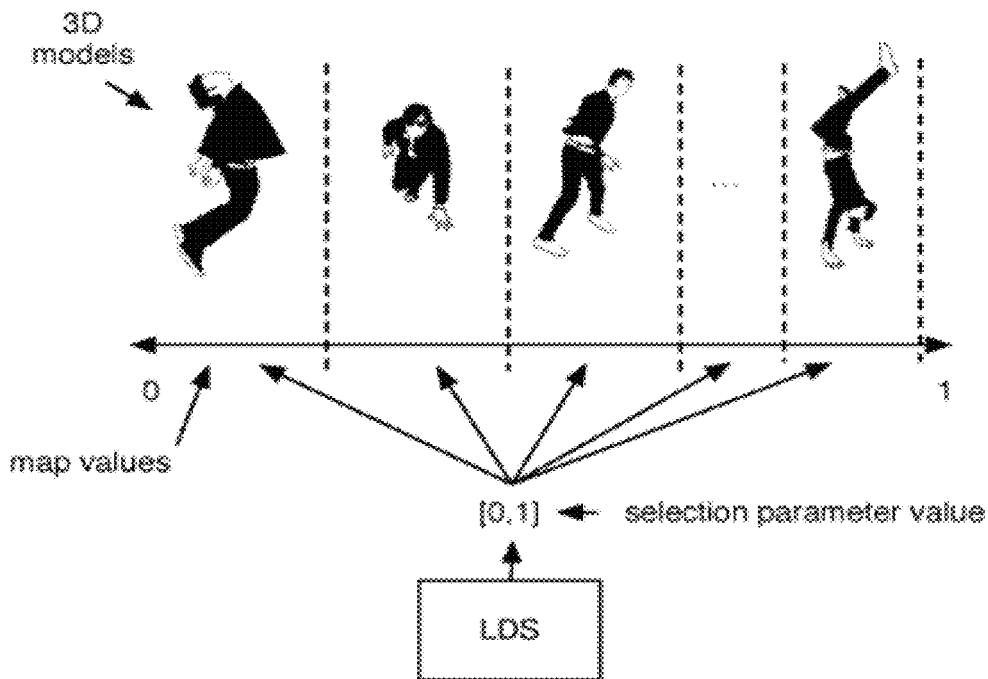 3D
models
...
0
1
map values
[0,1]
selection parameter value
LDS